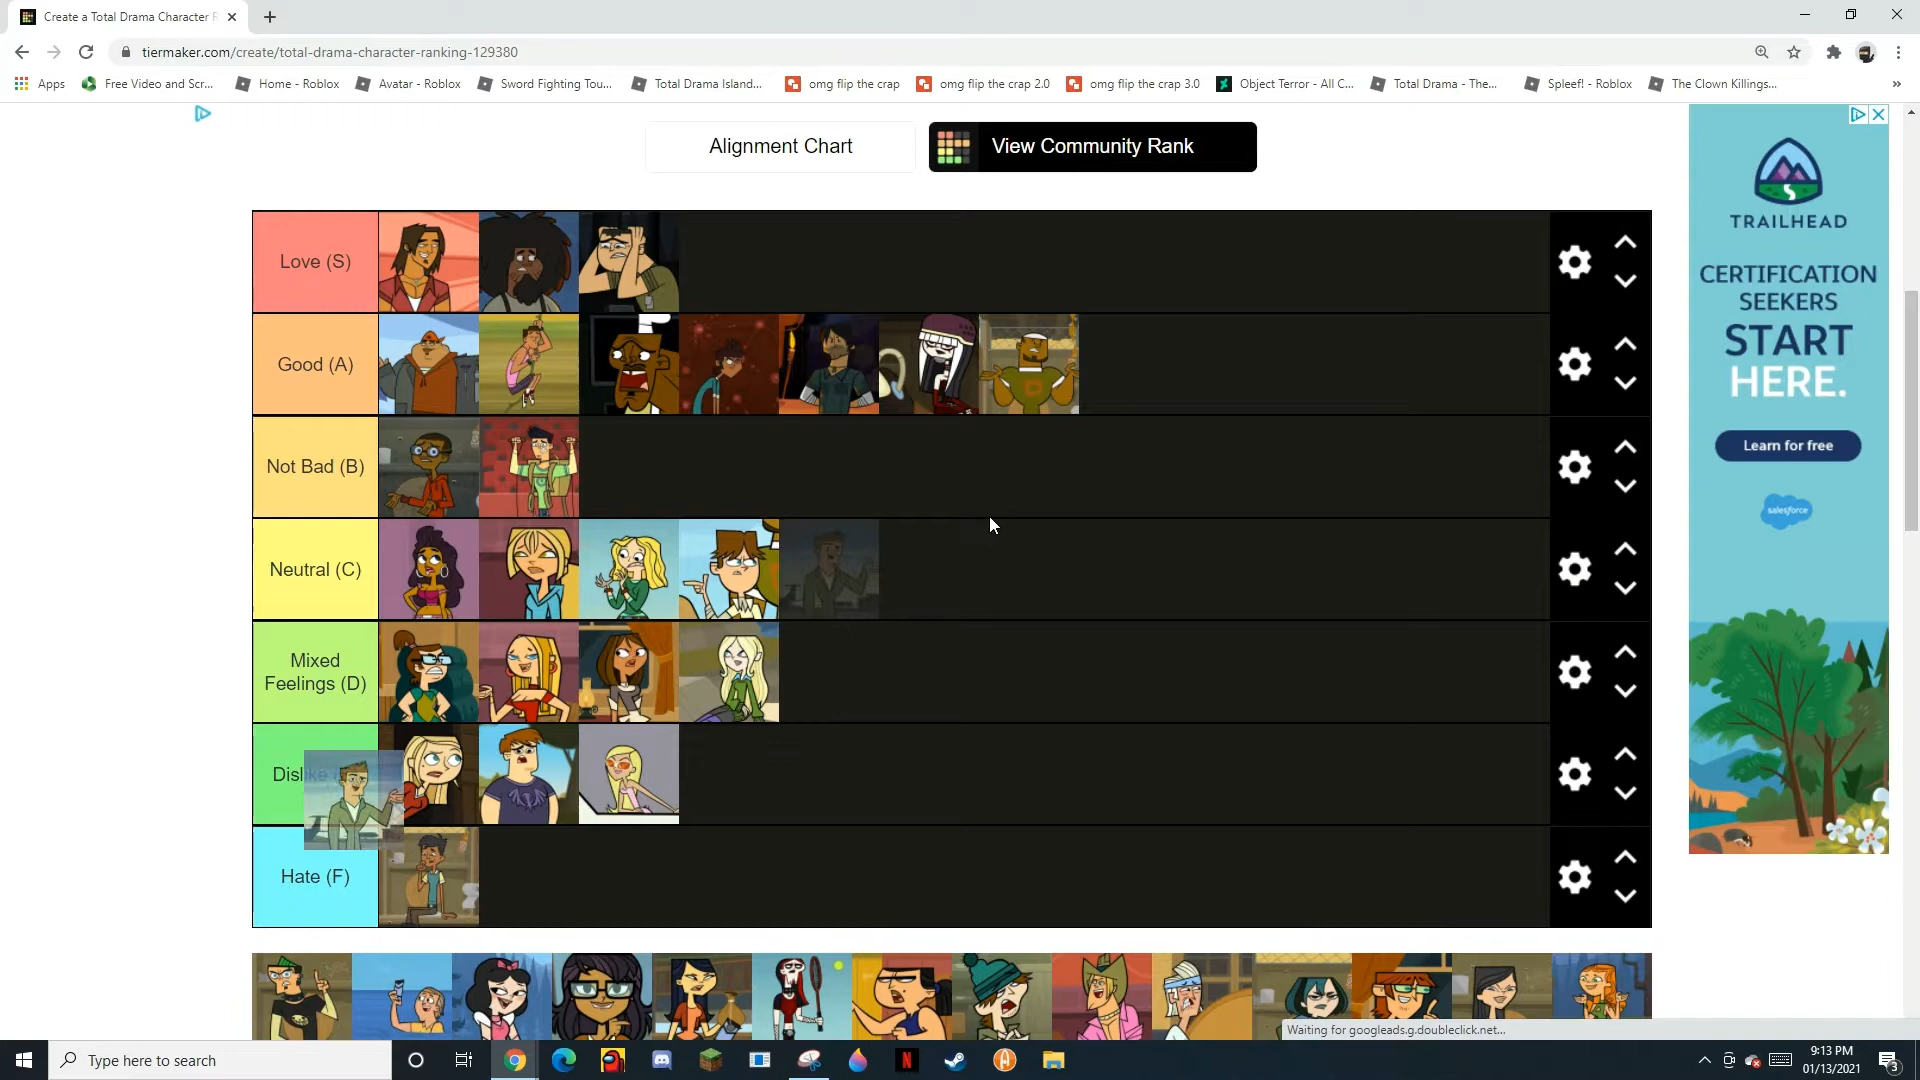 Create a Total Drama Character R
tiermaker.com/create/total-drama-character-ranking-129380
Apps
Free Video and Scr...
Home - Roblox
Avatar - Roblox
Sword Fighting Tou...
Total Drama Island...
omg flip the crap
omg flip the crap 2.0
omg flip the crap 3.0
Object Terror - All C...
Total Drama - The...
Spleef! - Roblox
The Clown Killings...
»
Alignment Chart
View Community Rank
Love (S)
Good (A)
Not Bad (B)
Neutral (C)
Mixed
Feelings (D)
Dislike
Hate (F)
TRAILHEAD
CERTIFICATION
SEEKERS
START
HERE.
Learn for free
salesforce
Waiting for googleads.g.doubleclick.net...
Type here to search
9:13 PM
01/13/2021
3